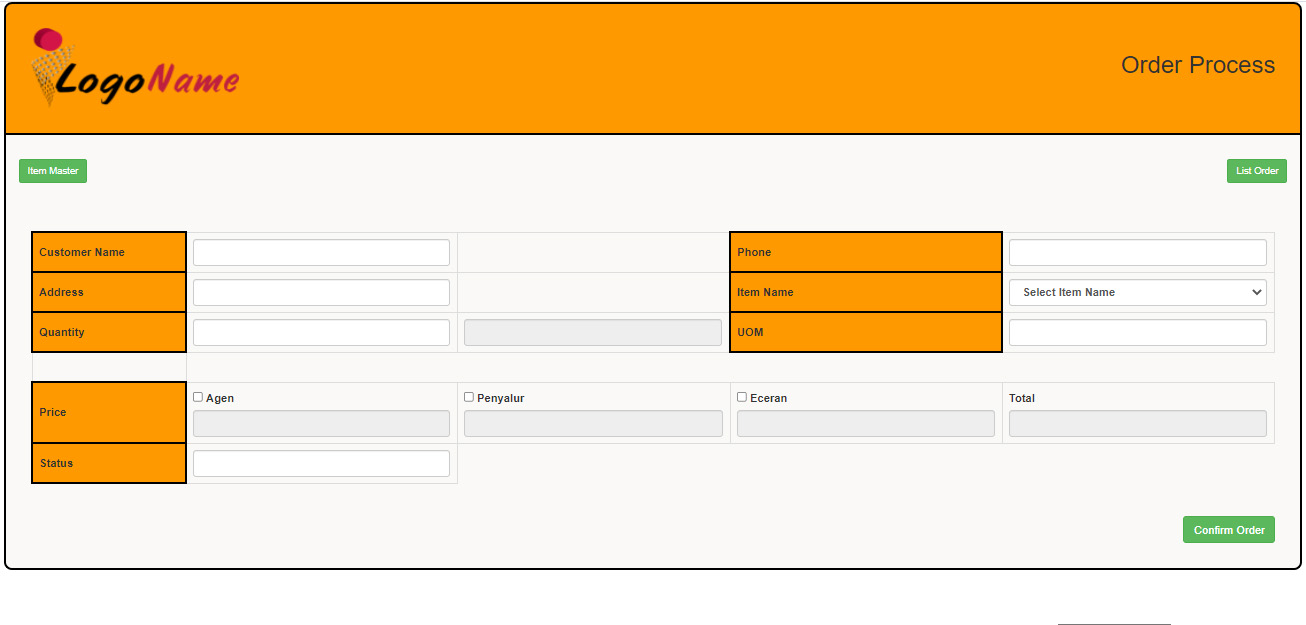 LogoName
Order Process
Item Master
List Order
Customer Name
Phone
Address
Item Name
Select Item Name
Quantity
UOM
Price
Agen
Penyalur
Eceran
Total
Status
Confirm Order